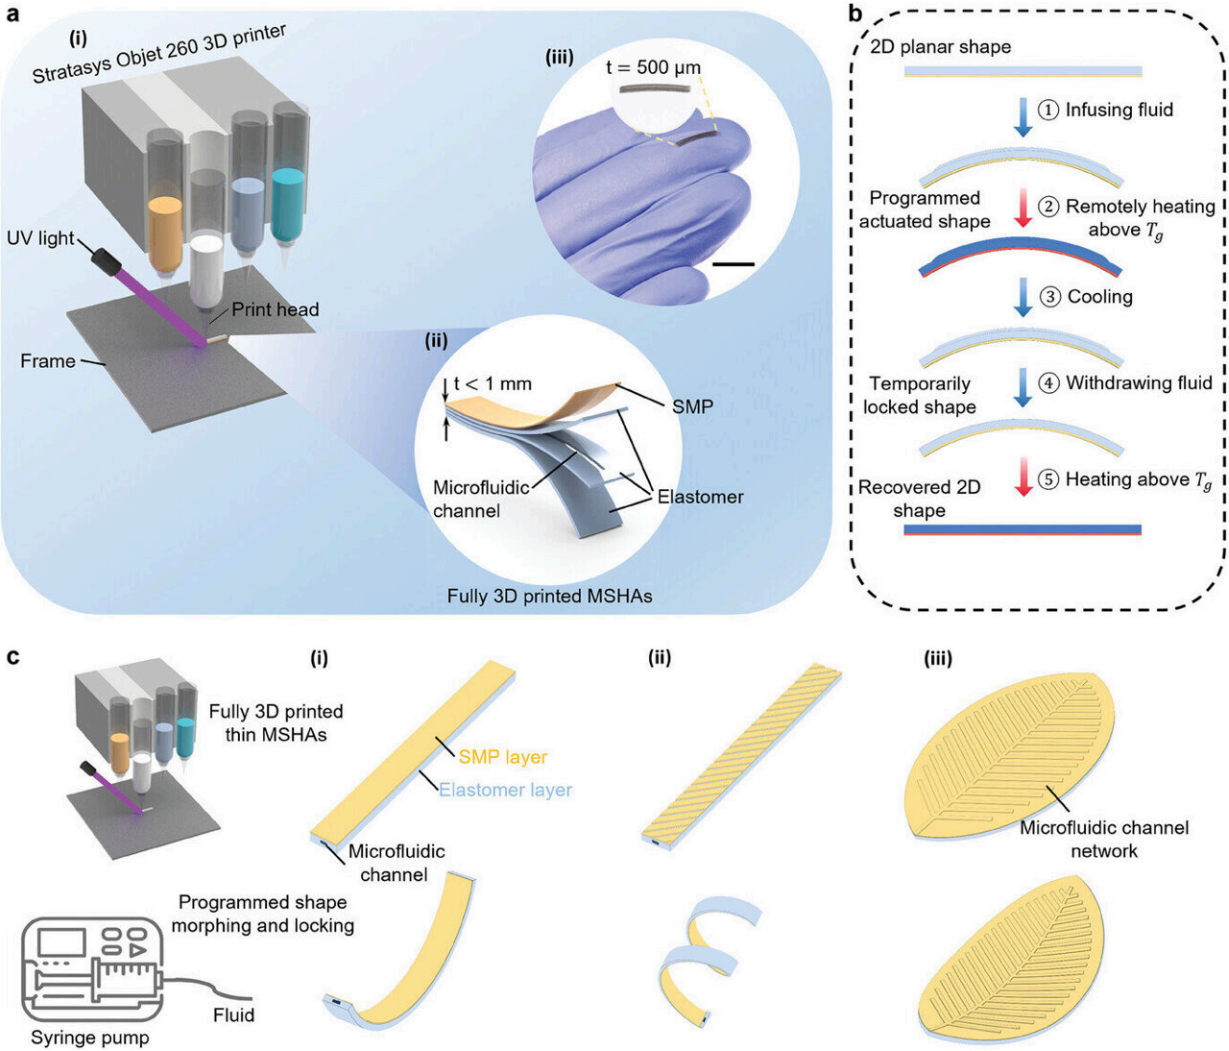 a
(i)
Stratasys Objet 260 3D printer
UV light
Print head
Frame
(iii)
t = 500 μm
(ii)
t < 1 mm
SMP
Microfluidic
channel
Elastomer
Fully 3D printed MSHAs
b
2D planar shape
① Infusing fluid
Programmed
actuated shape
② Remotely heating
above Tg
③ Cooling
Temporarily
locked shape
④ Withdrawing fluid
Recovered 2D
shape
⑤ Heating above Tg
c
Fully 3D printed
thin MSHAs
(i)
SMP layer
Elastomer layer
Microfluidic
channel
(ii)
(iii)
Microfluidic channel
network
Programmed shape
morphing and locking
Fluid
Syringe pump